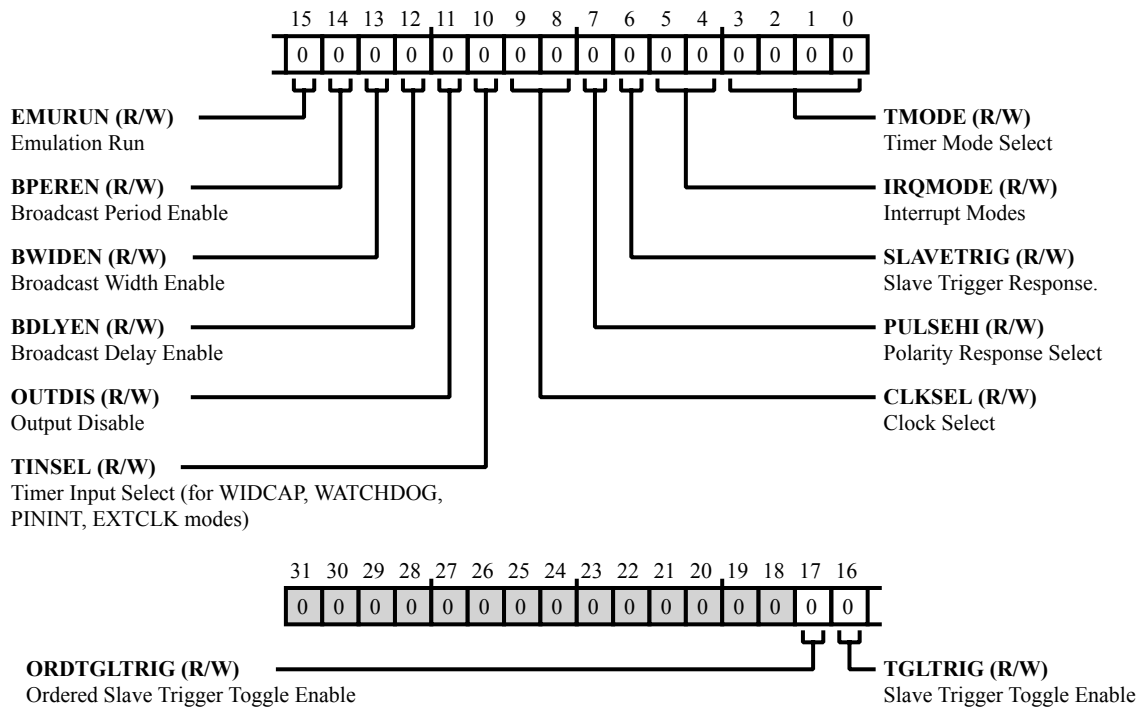 15 14 13 12 11 10 9 8 7 6 5 4 3 2 1 0
0 0 0 0 0 0 0 0 0 0 0 0 0 0 0 0
EMURUN (R/W)
Emulation Run
BPEREN (R/W)
Broadcast Period Enable
BWIDEN (R/W)
Broadcast Width Enable
BDLYEN (R/W)
Broadcast Delay Enable
OUTDIS (R/W)
Output Disable
TINSEL (R/W)
Timer Input Select (for WIDCAP, WATCHDOG,
PININT, EXTCLK modes)
TMODE (R/W)
Timer Mode Select
IRQMODE (R/W)
Interrupt Modes
SLAVETRIG (R/W)
Slave Trigger Response.
PULSEHI (R/W)
Polarity Response Select
CLKSEL (R/W)
Clock Select
31 30 29 28 27 26 25 24 23 22 21 20 19 18 17 16
0 0 0 0 0 0 0 0 0 0 0 0 0 0 0 0
ORDTGLTRIG (R/W)
Ordered Slave Trigger Toggle Enable
TGLTRIG (R/W)
Slave Trigger Toggle Enable